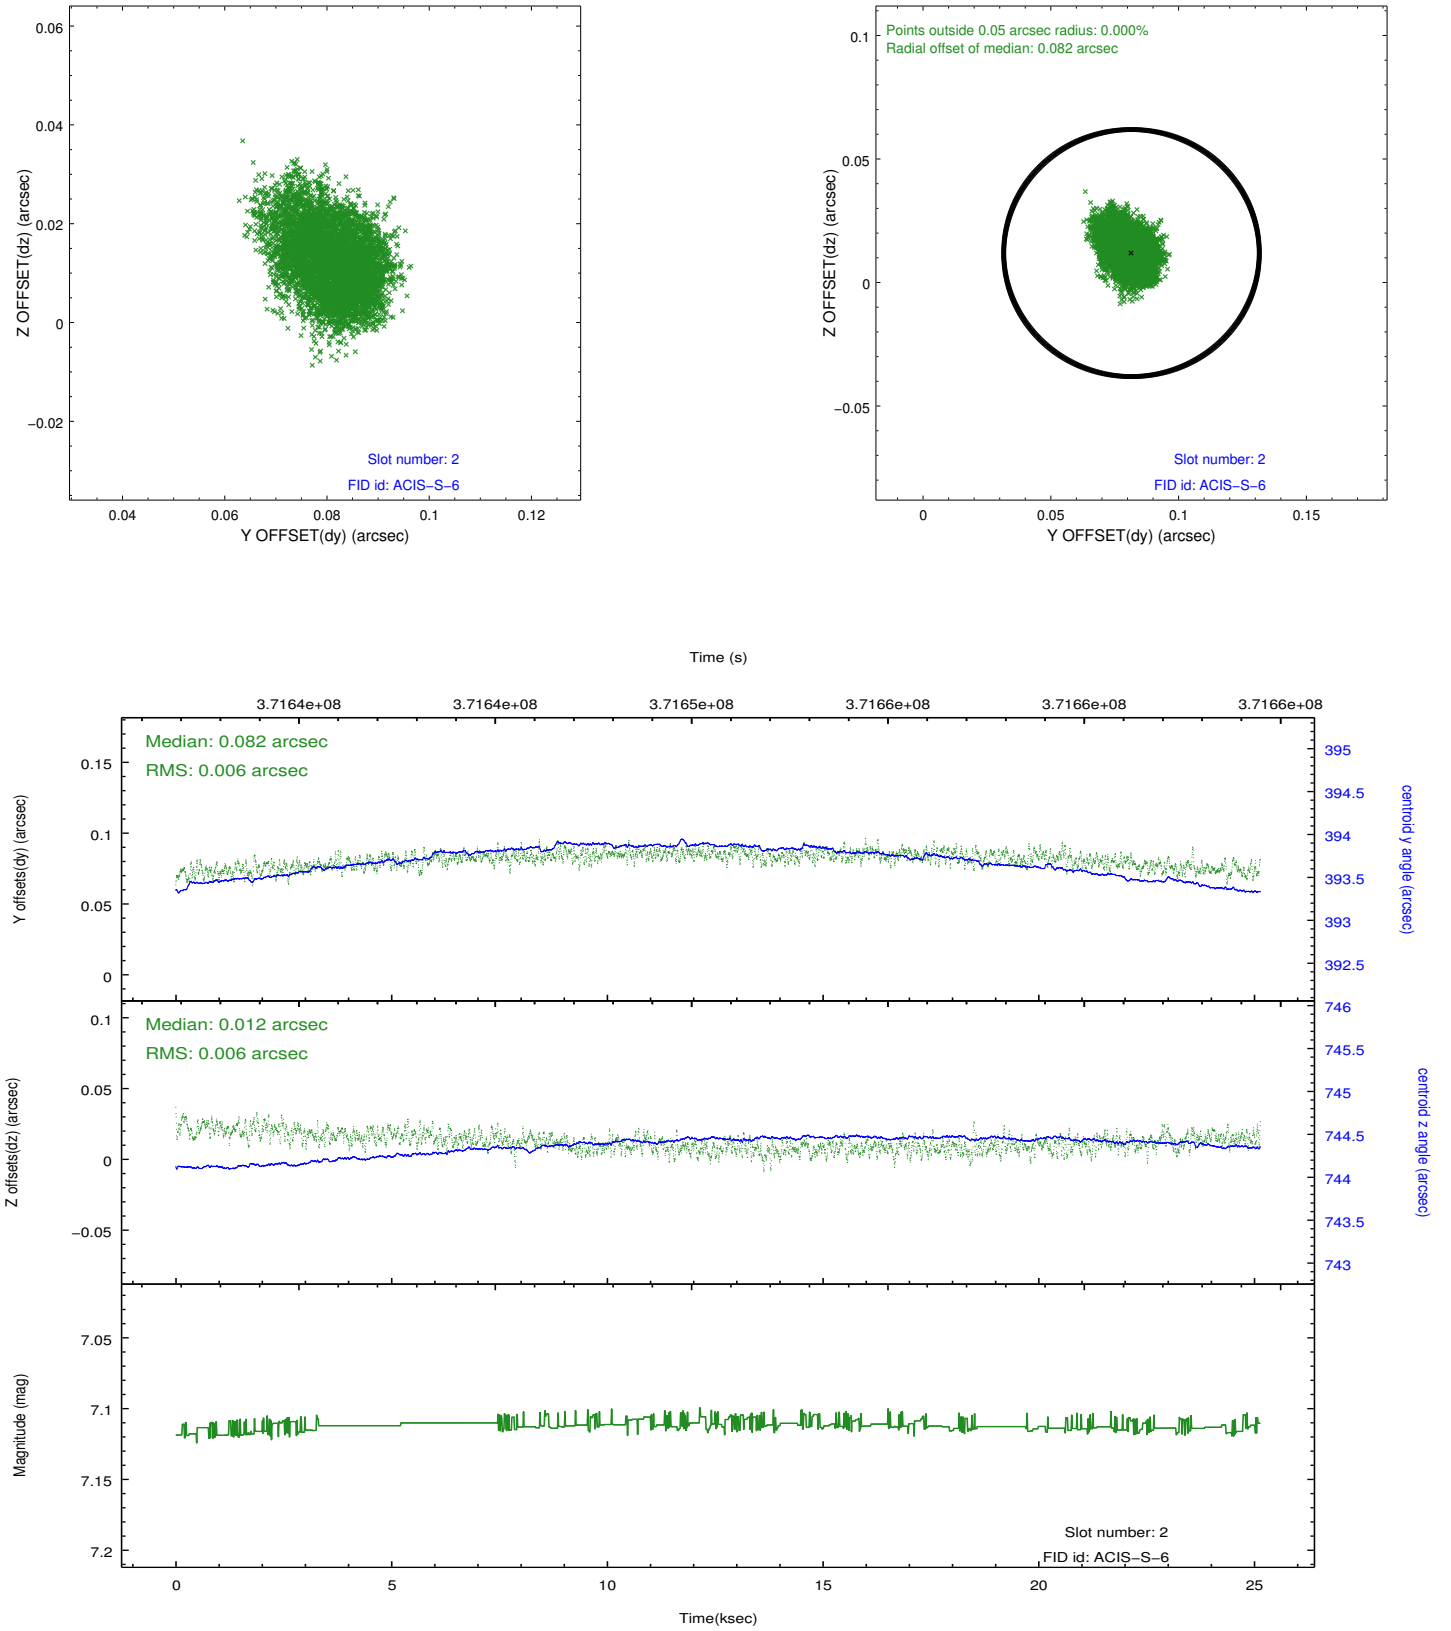 0.06
0.04
0.02
0
−0.02
Z OFFSET(dz) (arcsec)
Slot number: 2
FID id: ACIS−S−6
0.04 0.06 0.08 0.1 0.12
Y OFFSET(dy) (arcsec)
Points outside 0.05 arcsec radius: 0.000%
Radial offset of median: 0.082 arcsec
0.1
0.05
0
−0.05
Z OFFSET(dz) (arcsec)
Slot number: 2
FID id: ACIS−S−6
0 0.05 0.1 0.15
Y OFFSET(dy) (arcsec)
Time (s)
3.7164e+08 3.7164e+08 3.7165e+08 3.7166e+08 3.7166e+08 3.7166e+08
Median: 0.082 arcsec
RMS: 0.006 arcsec
0.15
0.1
0.05
0
Y offsets(dy) (arcsec)
395
394.5
394
393.5
393
392.5
centroid y angle (arcsec)
Median: 0.012 arcsec
RMS: 0.006 arcsec
0.1
0.05
0
−0.05
Z offsets(dz) (arcsec)
746
745.5
745
744.5
744
743.5
743
centroid z angle (arcsec)
7.05
7.1
7.15
7.2
Magnitude (mag)
Slot number: 2
FID id: ACIS−S−6
0 5 10 15 20 25
Time(ksec)